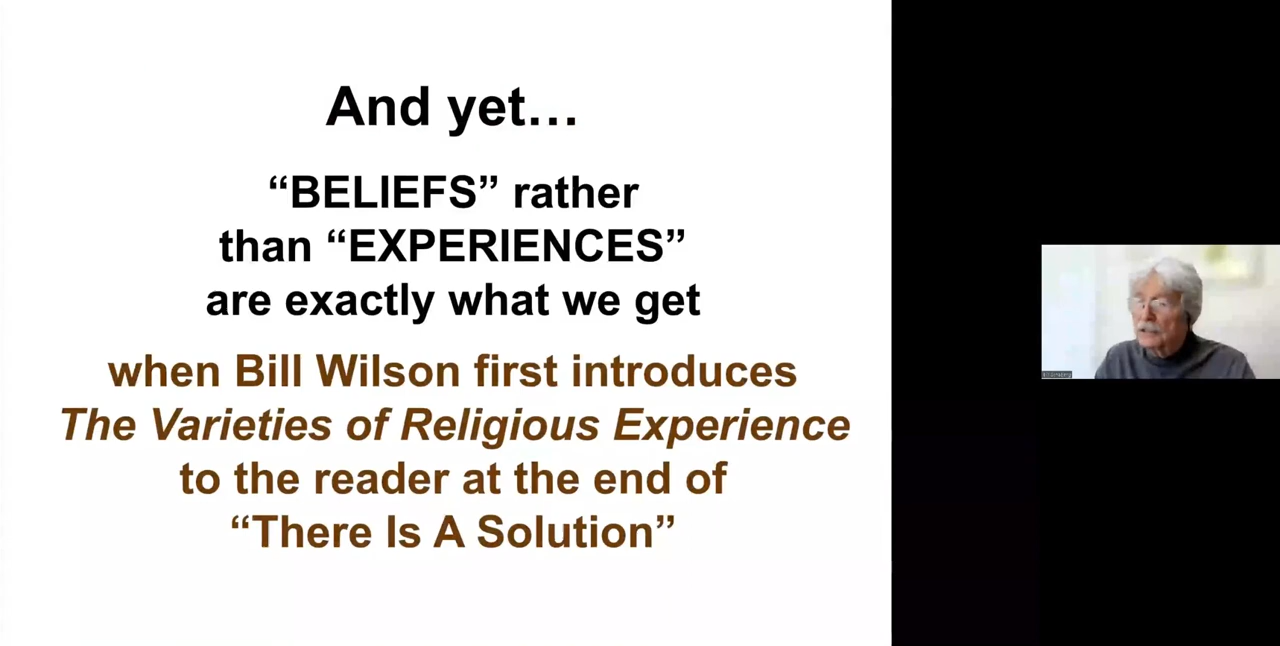 And yet…
“BELIEFS” rather
than “EXPERIENCES”
are exactly what we get
when Bill Wilson first introduces
The Varieties of Religious Experience
to the reader at the end of
“There Is A Solution”